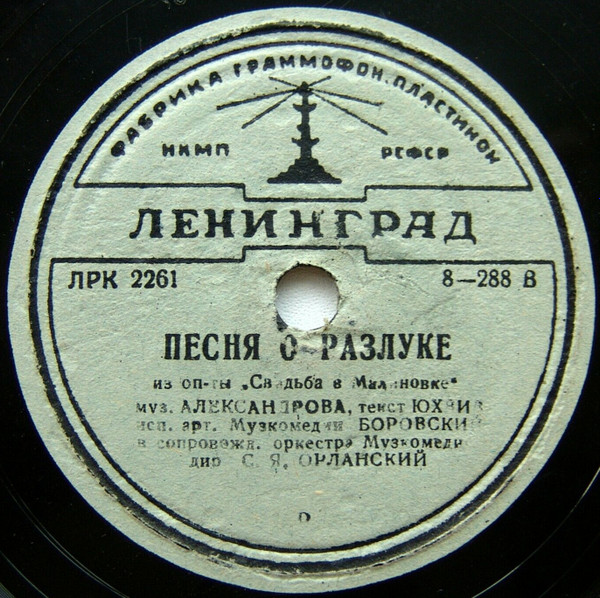 ФАБРИКА ГРАММОФОН. ПЛАСТИНОК
НКМП РСФСР
ЛЕНИНГРАД
ЛРК 2261 8—288 В
ПЕСНЯ О РАЗЛУКЕ
из оп-ты „Свадьба в Малиновке“
муз. АЛЕКСАНДРОВА, текст
исп. арт. Музкомедии БОРОВСКИЙ
в сопровожд. оркестра Музкомедии
дир С. Я. ОРЛАНСКИЙ